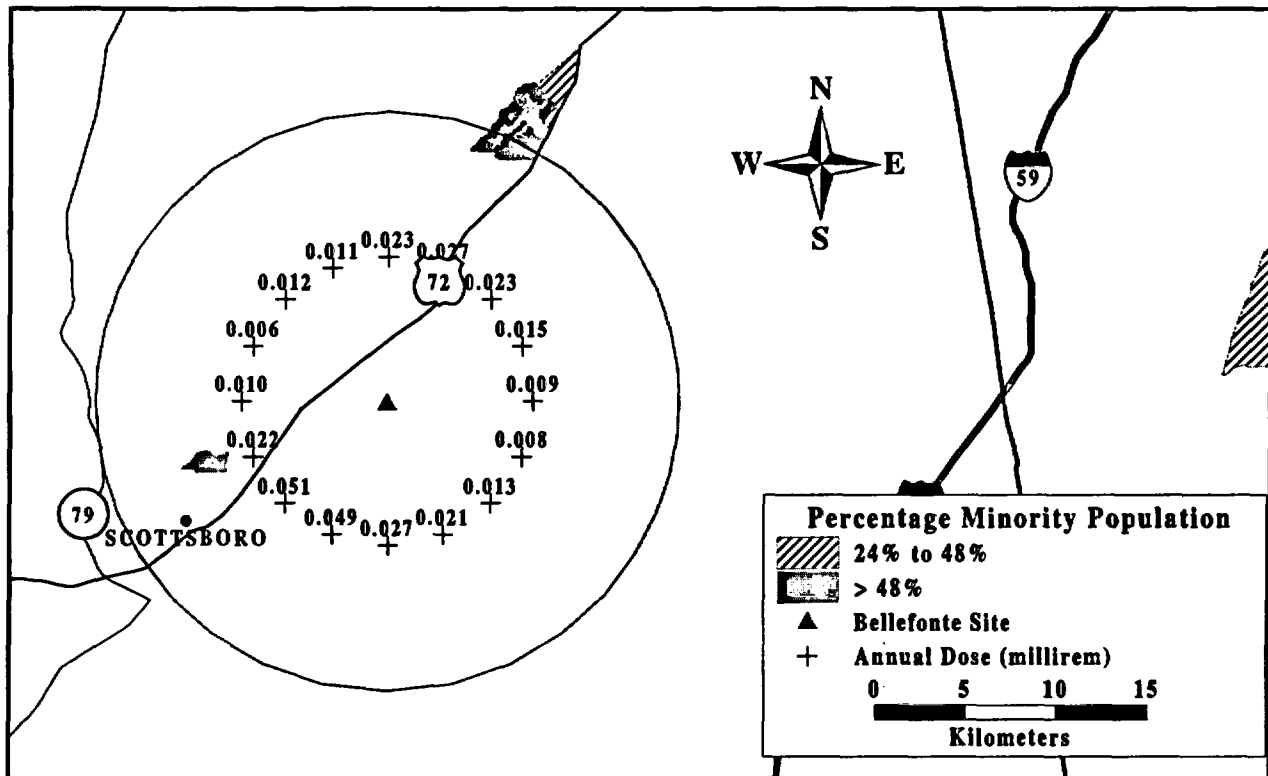 N
W E
S
59
0.011 0.023 0.027
0.012 72 0.023
0.006 0.015
0.010 0.009
0.022 0.008
0.051 0.013
0.049 0.027 0.021
79
SCOTTSBORO
Percentage Minority Population
24% to 48%
> 48%
Bellefonte Site
Annual Dose (millirem)
0 5 10 15
Kilometers